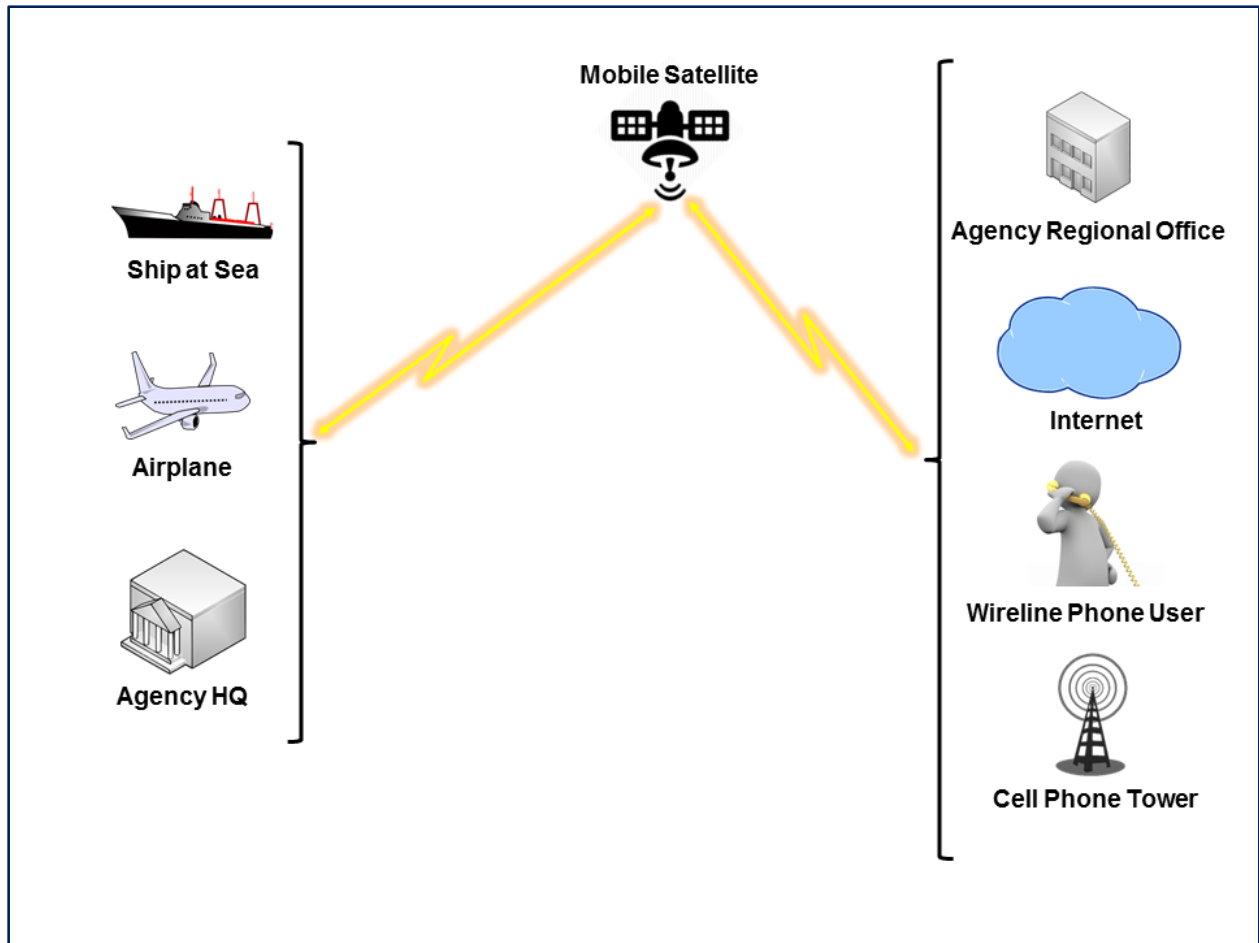 Mobile Satellite
Ship at Sea
Airplane
Agency HQ
Agency Regional Office
Internet
Wireline Phone User
Cell Phone Tower